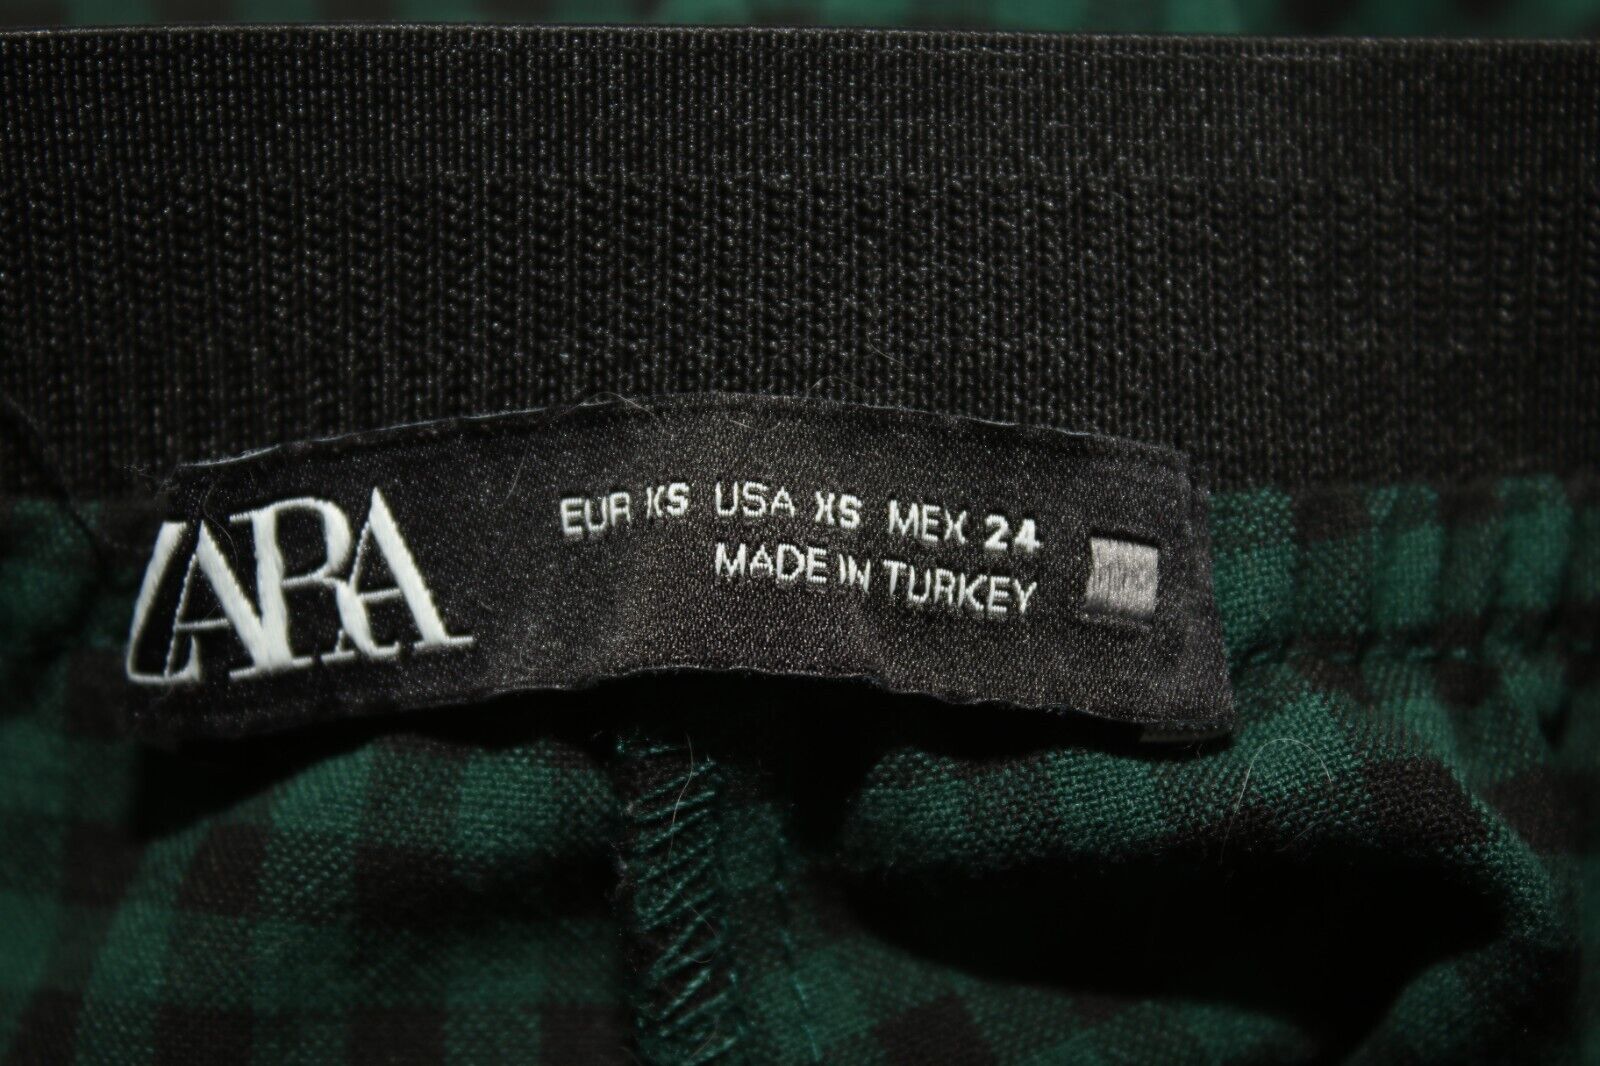 ZARA
EUR XS USA XS MEX 24
MADE IN TURKEY